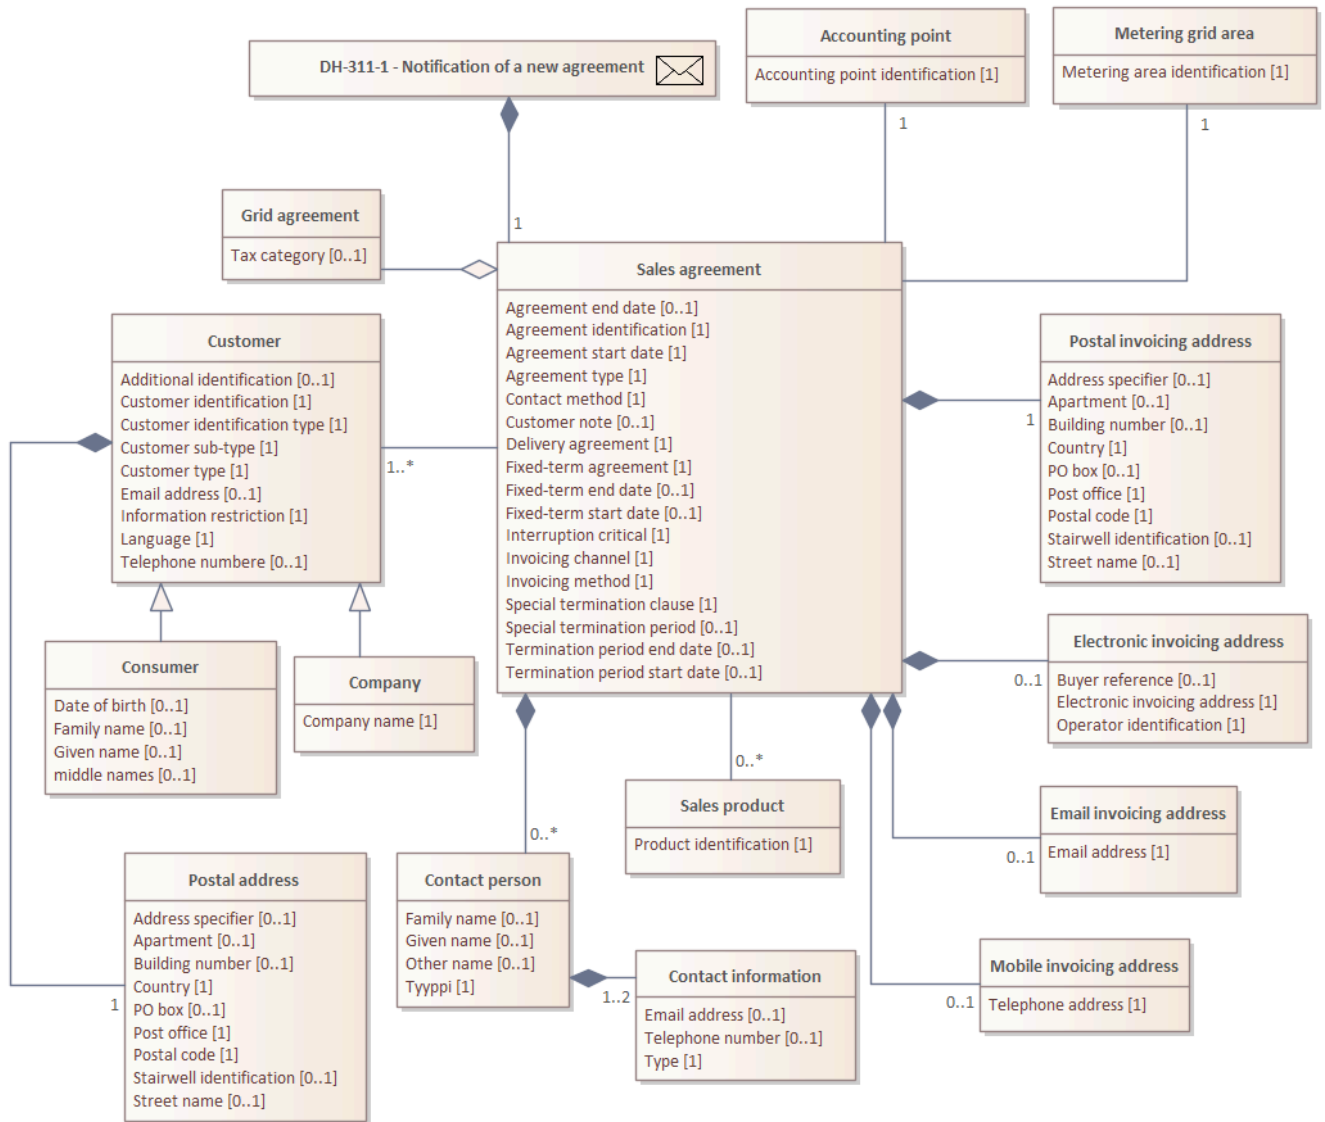 DH-311-1 - Notification of a new agreement
1
Accounting point
Accounting point identification [1]
1
Metering grid area
Metering area identification [1]
1
Grid agreement
Tax category [0..1]
Sales agreement
Agreement end date [0..1]
Agreement identification [1]
Agreement start date [1]
Agreement type [1]
Contact method [1]
Customer note [0..1]
Delivery agreement [1]
Fixed-term agreement [1]
Fixed-term end date [0..1]
Fixed-term start date [0..1]
Interruption critical [1]
Invoicing channel [1]
Invoicing method [1]
Special termination clause [1]
Special termination period [0..1]
Termination period end date [0..1]
Termination period start date [0..1]
Customer
Additional identification [0..1]
Customer identification [1]
Customer identification type [1]
Customer sub-type [1]
Customer type [1]
Email address [0..1]
Information restriction [1]
Language [1]
Telephone numbere [0..1]
1..*
Postal invoicing address
Address specifier [0..1]
Apartment [0..1]
Building number [0..1]
Country [1]
PO box [0..1]
Post office [1]
Postal code [1]
Stairwell identification [0..1]
Street name [0..1]
1
Consumer
Date of birth [0..1]
Family name [0..1]
Given name [0..1]
middle names [0..1]
Company
Company name [1]
Electronic invoicing address
Buyer reference [0..1]
Electronic invoicing address [1]
Operator identification [1]
0..1
Sales product
Product identification [1]
0..*
Email invoicing address
Email address [1]
0..1
Postal address
Address specifier [0..1]
Apartment [0..1]
Building number [0..1]
Country [1]
PO box [0..1]
Post office [1]
Postal code [1]
Stairwell identification [0..1]
Street name [0..1]
1
Contact person
Family name [0..1]
Given name [0..1]
Other name [0..1]
Tyyppi [1]
0..*
Contact information
Email address [0..1]
Telephone number [0..1]
Type [1]
1..2
Mobile invoicing address
Telephone address [1]
0..1